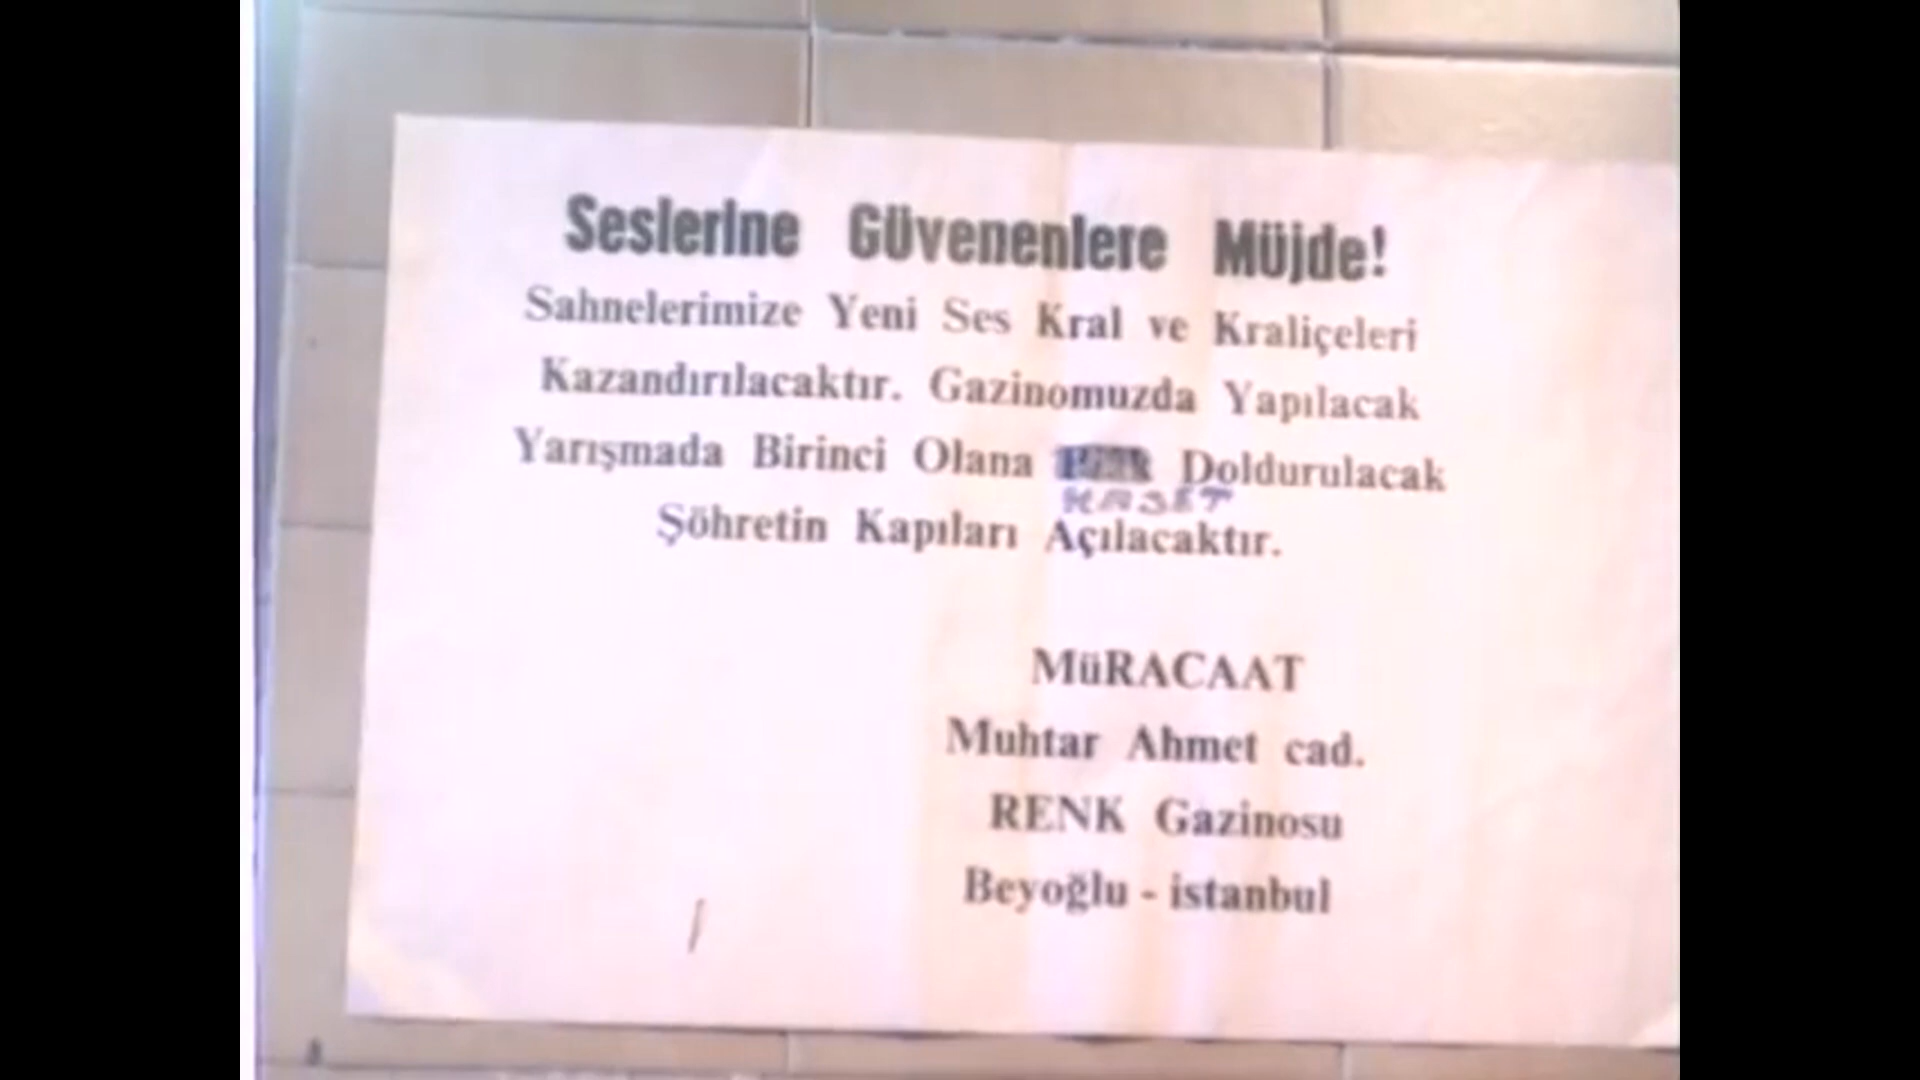 Seslerine Güvenenlere Müjde!
Sahnelerimize Yeni Ses Kral ve Kraliçeleri
Kazandırılacaktır. Gazinomuzda Yapılacak
Yarışmada Birinci Olana Doldurulacak
KASET
Şöhretin Kapıları Açılacaktır.
MüRACAAT
Muhtar Ahmet cad.
RENK Gazinosu
Beyoğlu - istanbul